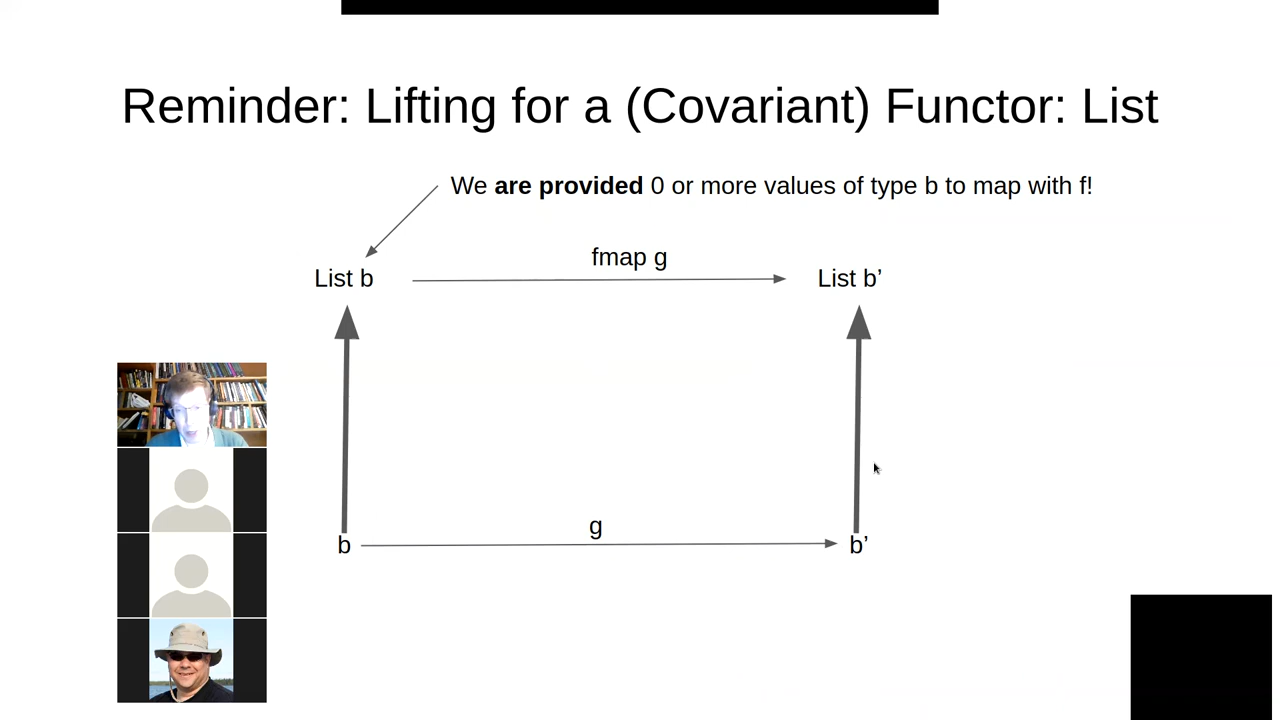 Reminder: Lifting for a (Covariant) Functor: List
We are provided 0 or more values of type b to map with f!
fmap g
List b
List b’
g
b
b’